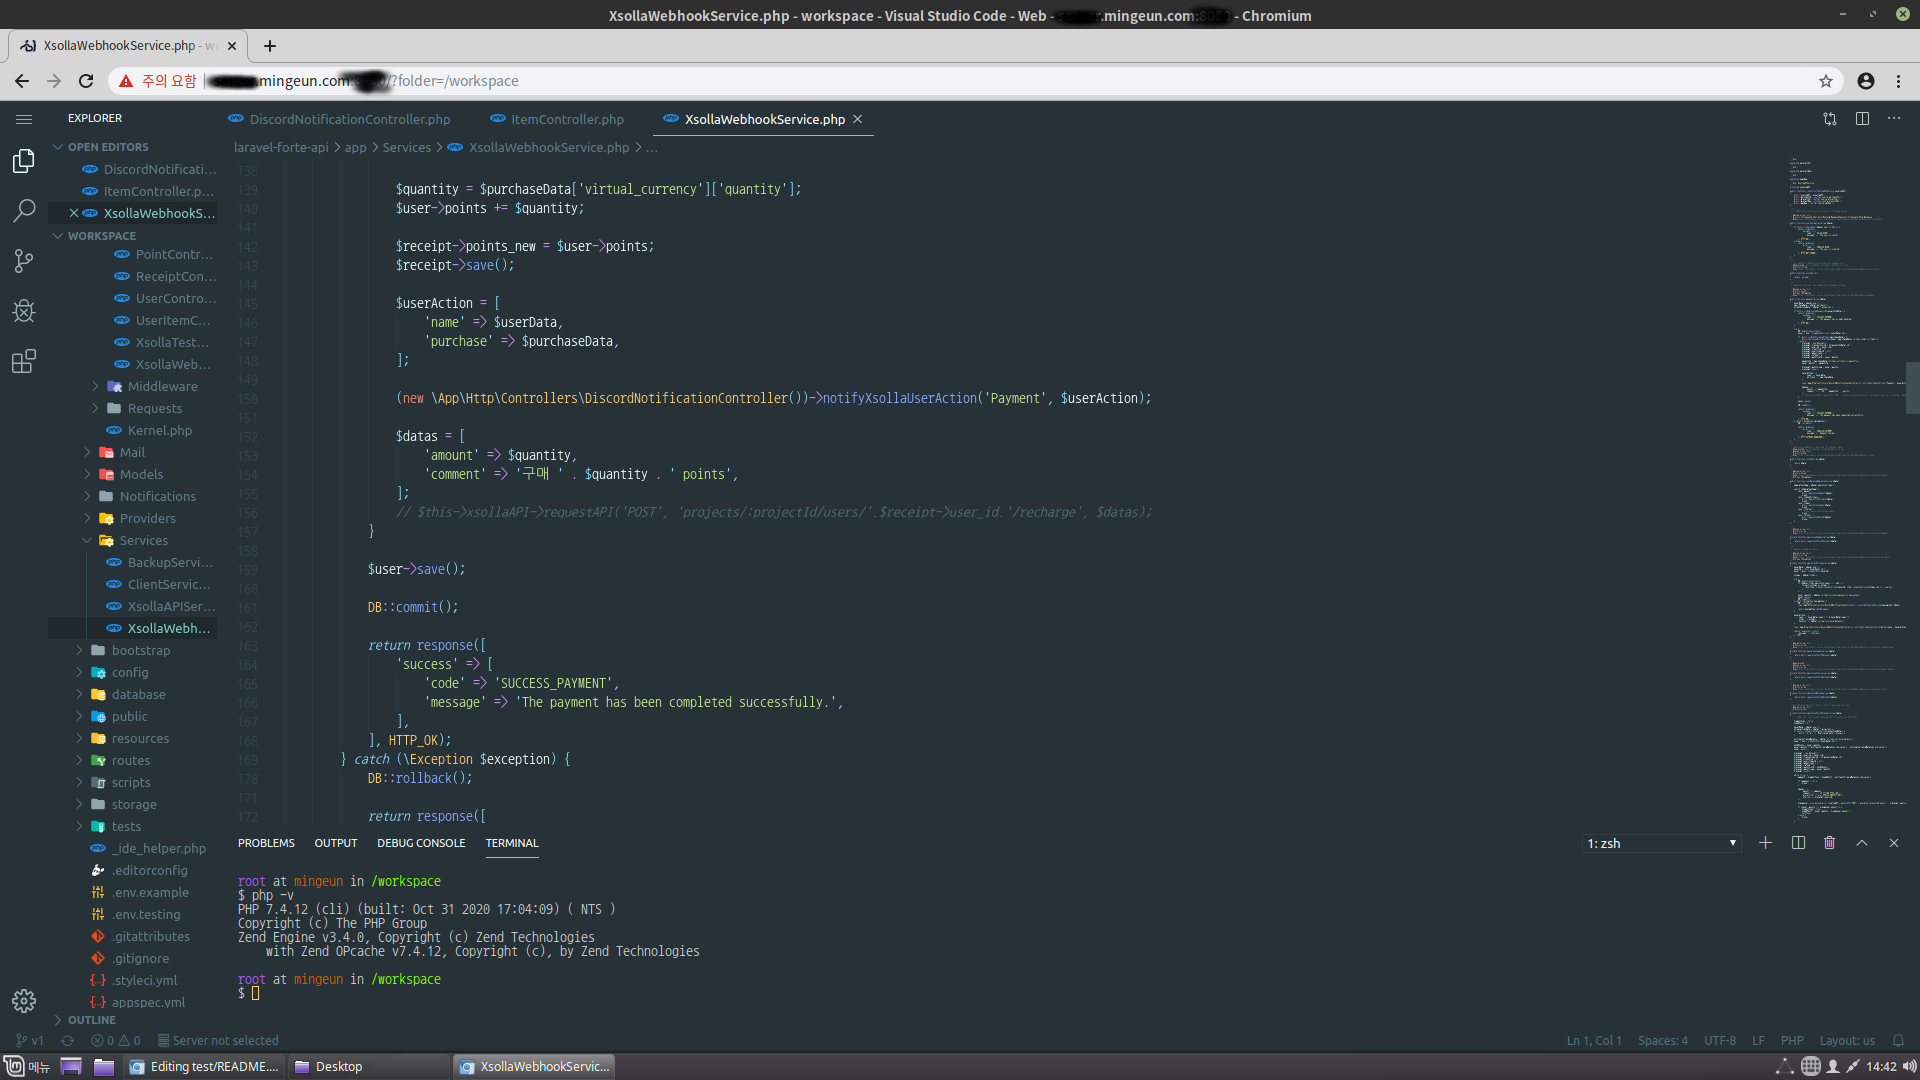 XsollaWebhookService.php - workspace - Visual Studio Code - Web - .mingeun.com: - Chromium
XsollaWebhookService.php - w
주의 요함 .mingeun.com /?folder=/workspace
EXPLORER
DiscordNotificationController.php
ItemController.php
XsollaWebhookService.php
OPEN EDITORS
DiscordNotificati...
ItemController.p...
XsollaWebhookS...
WORKSPACE
PointContr...
ReceiptCon...
UserContro...
UserItemC...
XsollaTest...
XsollaWeb...
Middleware
Requests
Kernel.php
Mail
Models
Notifications
Providers
Services
BackupServi...
ClientServic...
XsollaAPISer...
XsollaWebh...
bootstrap
config
database
public
resources
routes
scripts
storage
tests
_ide_helper.php
.editorconfig
.env.example
.env.testing
.gitattributes
.gitignore
.styleci.yml
appspec.yml
OUTLINE
laravel-forte-api > app > Services > XsollaWebhookService.php > ...
138
139 $quantity = $purchaseData['virtual_currency']['quantity'];
140 $user->points += $quantity;
141
142 $receipt->points_new = $user->points;
143 $receipt->save();
144
145 $userAction = [
146 'name' => $userData,
147 'purchase' => $purchaseData,
148 ];
149
150 (new \App\Http\Controllers\DiscordNotificationController())->notifyXsollaUserAction('Payment', $userAction);
151
152 $datas = [
153 'amount' => $quantity,
154 'comment' => '구매 ' . $quantity . ' points',
155 ];
156 // $this->xsollaAPI->requestAPI('POST', 'projects/:projectId/users/'.$receipt->user_id.'/recharge', $datas);
157 }
158
159 $user->save();
160
161 DB::commit();
162
163 return response([
164 'success' => [
165 'code' => 'SUCCESS_PAYMENT',
166 'message' => 'The payment has been completed successfully.',
167 ],
168 ], HTTP_OK);
169 } catch (\Exception $exception) {
170 DB::rollback();
171
172 return response([
PROBLEMS OUTPUT DEBUG CONSOLE TERMINAL
1: zsh
root at mingeun in /workspace
$ php -v
PHP 7.4.12 (cli) (built: Oct 31 2020 17:04:09) ( NTS )
Copyright (c) The PHP Group
Zend Engine v3.4.0, Copyright (c) Zend Technologies
with Zend OPcache v7.4.12, Copyright (c), by Zend Technologies
root at mingeun in /workspace
$
v1 0 0 Server not selected
Ln 1, Col 1 Spaces: 4 UTF-8 LF PHP Layout: us
메뉴 Editing test/README.... Desktop XsollaWebhookServic... 14:42